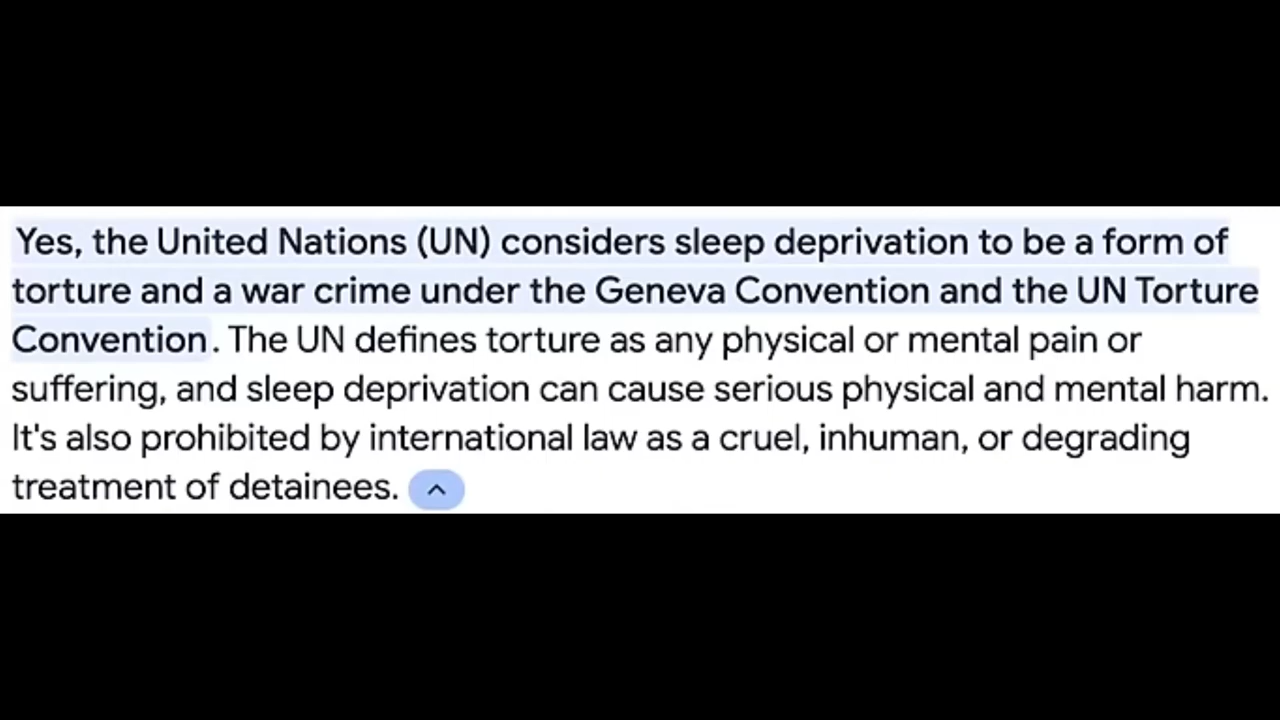 Yes, the United Nations (UN) considers sleep deprivation to be a form of
torture and a war crime under the Geneva Convention and the UN Torture
Convention. The UN defines torture as any physical or mental pain or
suffering, and sleep deprivation can cause serious physical and mental harm.
It's also prohibited by international law as a cruel, inhuman, or degrading
treatment of detainees.